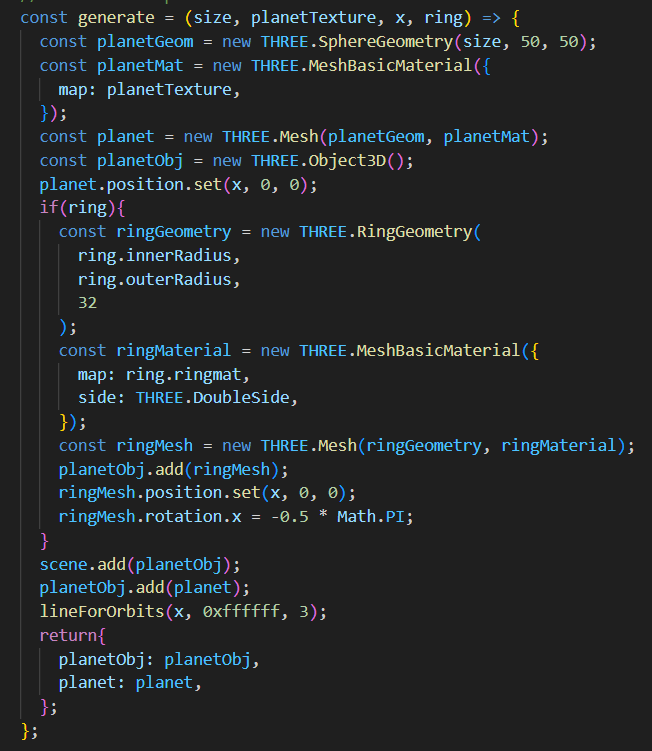 const generate = (size, planetTexture, x, ring) => {
  const planetGeom = new THREE.SphereGeometry(size, 50, 50);
  const planetMat = new THREE.MeshBasicMaterial({
    map: planetTexture,
  });
  const planet = new THREE.Mesh(planetGeom, planetMat);
  const planetObj = new THREE.Object3D();
  planet.position.set(x, 0, 0);
  if(ring){
    const ringGeometry = new THREE.RingGeometry(
      ring.innerRadius,
      ring.outerRadius,
      32
    );
    const ringMaterial = new THREE.MeshBasicMaterial({
      map: ring.ringmat,
      side: THREE.DoubleSide,
    });
    const ringMesh = new THREE.Mesh(ringGeometry, ringMaterial);
    planetObj.add(ringMesh);
    ringMesh.position.set(x, 0, 0);
    ringMesh.rotation.x = -0.5 * Math.PI;
  }
  scene.add(planetObj);
  planetObj.add(planet);
  lineForOrbits(x, 0xffffff, 3);
  return{
    planetObj: planetObj,
    planet: planet,
  };
};